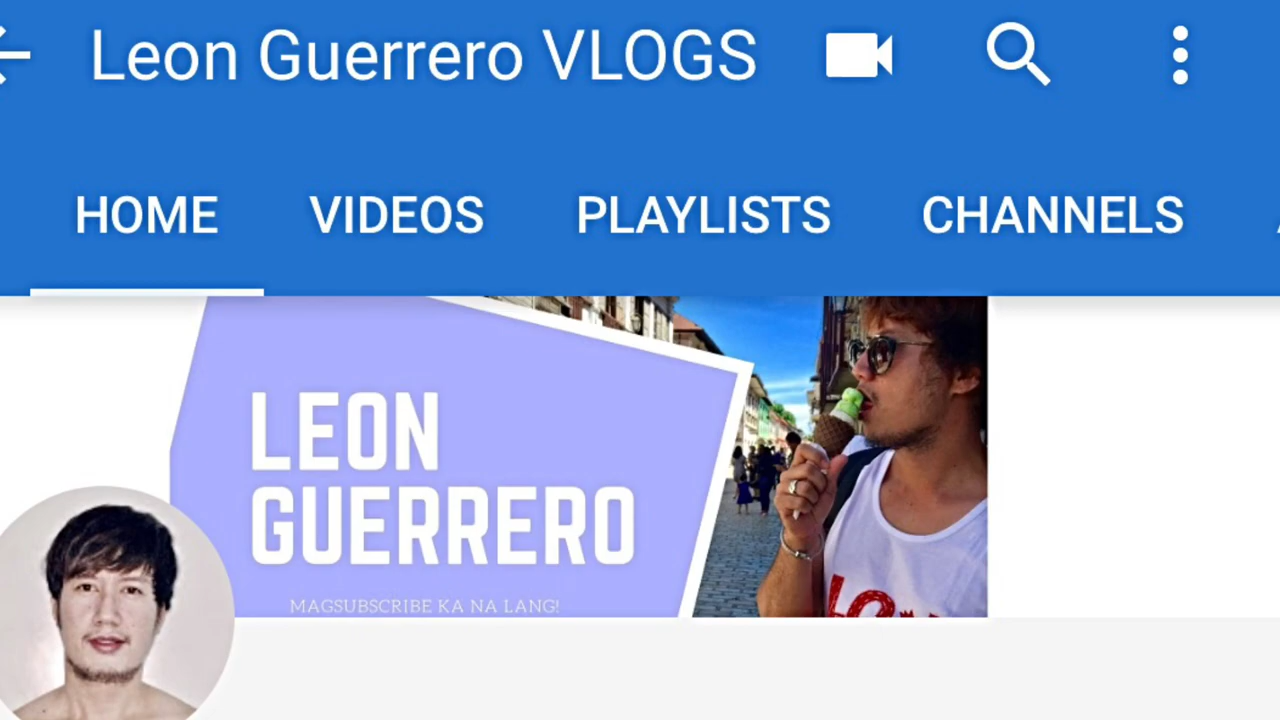 Leon Guerrero VLOGS
HOME VIDEOS PLAYLISTS CHANNELS
LEON
GUERRERO
MAGSUBSCRIBE KA NA LANG!